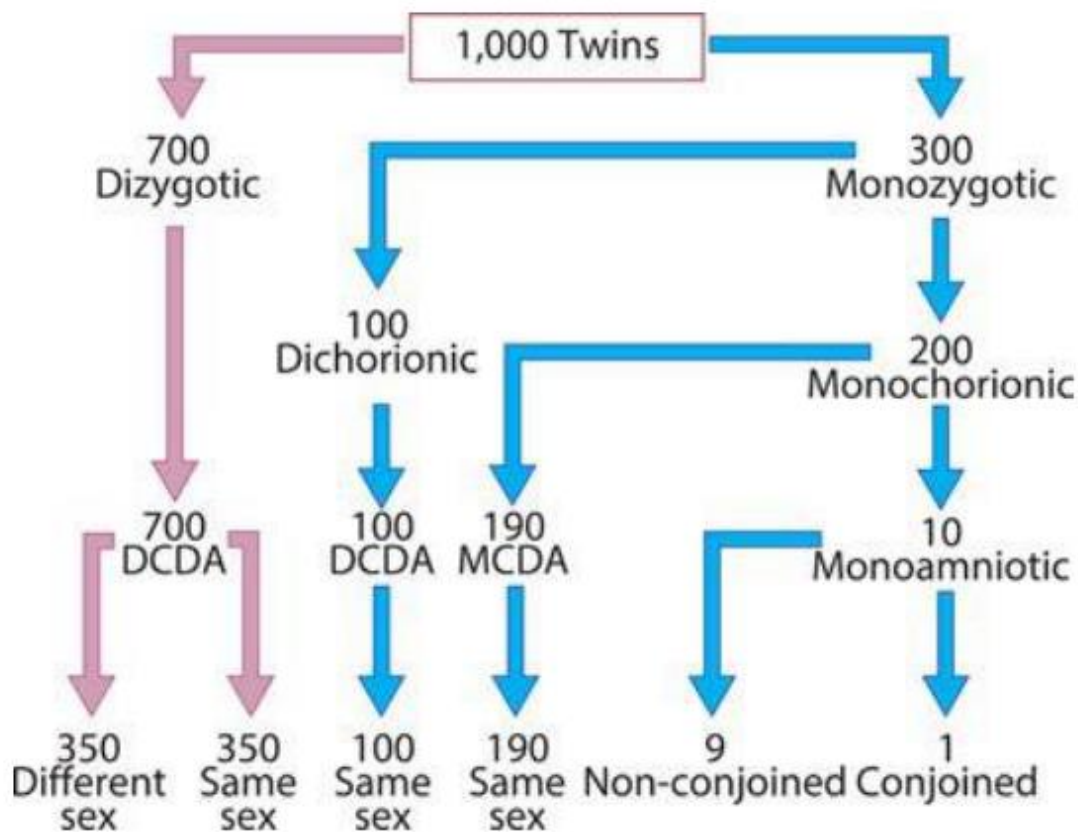 1,000 Twins
700
Dizygotic
300
Monozygotic
100
Dichorionic
200
Monochorionic
700
DCDA
100
DCDA
190
MCDA
10
Monoamniotic
350
Different
sex
350
Same
sex
100
Same
sex
190
Same
sex
9
Non-conjoined
1
Conjoined